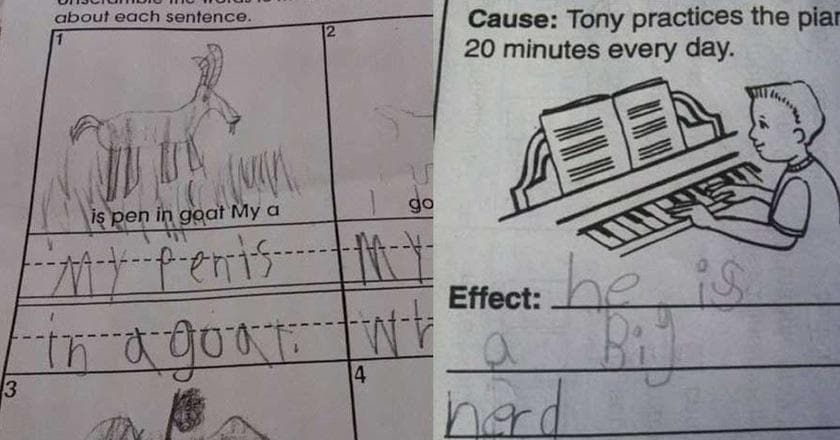 about each sentence.
1
is pen in goat My a
My Penis
in a goat.
2
go
My
Wh
3
4
Cause: Tony practices the pian
20 minutes every day.
Effect: he is
a Big
nerd